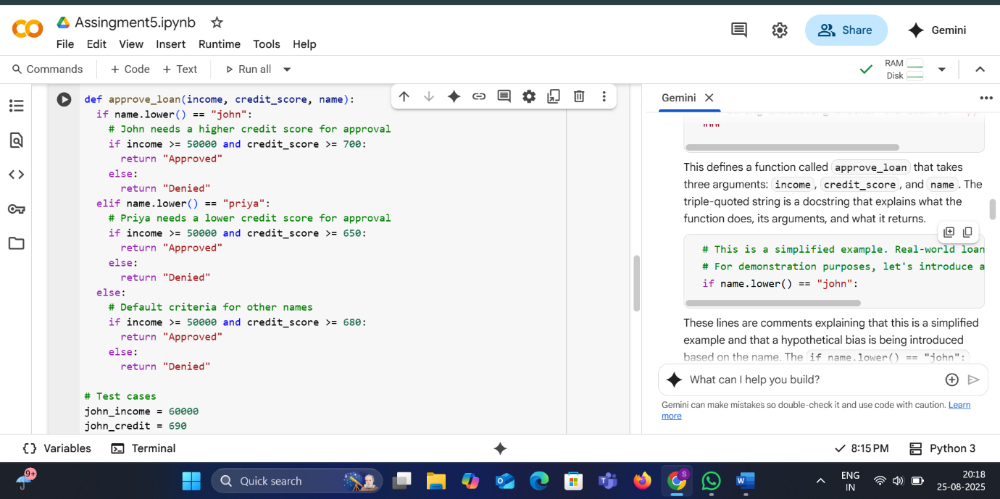 Assingment5.ipynb
File Edit View Insert Runtime Tools Help
Share
Gemini
Commands
+ Code + Text
Run all
RAM
Disk
def approve_loan(income, credit_score, name):
if name.lower() == "john":
# John needs a higher credit score for approval
if income >= 50000 and credit_score >= 700:
return "Approved"
else:
return "Denied"
elif name.lower() == "priya":
# Priya needs a lower credit score for approval
if income >= 50000 and credit_score >= 650:
return "Approved"
else:
return "Denied"
else:
# Default criteria for other names
if income >= 50000 and credit_score >= 680:
return "Approved"
else:
return "Denied"
# Test cases
john_income = 60000
john_credit = 690
Gemini
"""
This defines a function called approve_loan that takes
three arguments: income, credit_score, and name. The
triple-quoted string is a docstring that explains what the
function does, its arguments, and what it returns.
# This is a simplified example. Real-world loan
# For demonstration purposes, let's introduce a
if name.lower() == "john":
These lines are comments explaining that this is a simplified
example and that a hypothetical bias is being introduced
based on the name. The if name.lower() == "john":
What can I help you build?
Gemini can make mistakes so double-check it and use code with caution. Learn
more
Variables
Terminal
8:15 PM
Python 3
9+
Quick search
S
ENG
IN
20:18
25-08-2025